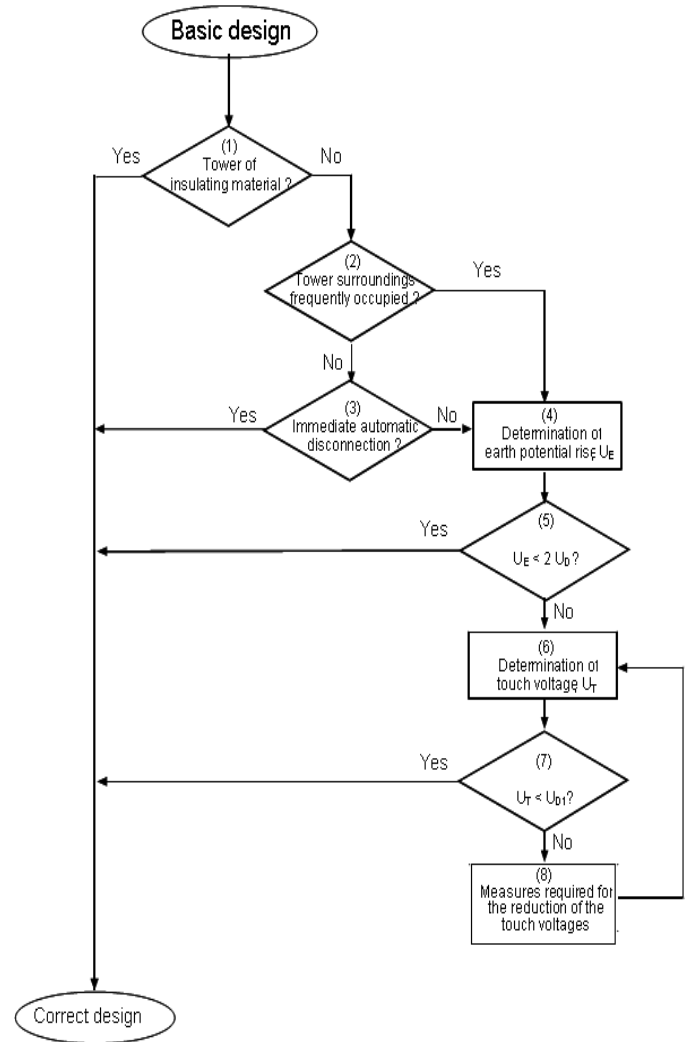 Basic design
(1)
Tower of
insulating material ?
Yes
No
(2)
Tower surroundings
frequently occupied ?
Yes
No
(3)
Immediate automatic
disconnection ?
Yes
No
(4)
Determination of
earth potential rise, UE
(5)
UE < 2 UD?
Yes
No
(6)
Determination of
touch voltage, UT
(7)
UT < UD1?
Yes
No
(8)
Measures required for
the reduction of the
touch voltages
Correct design